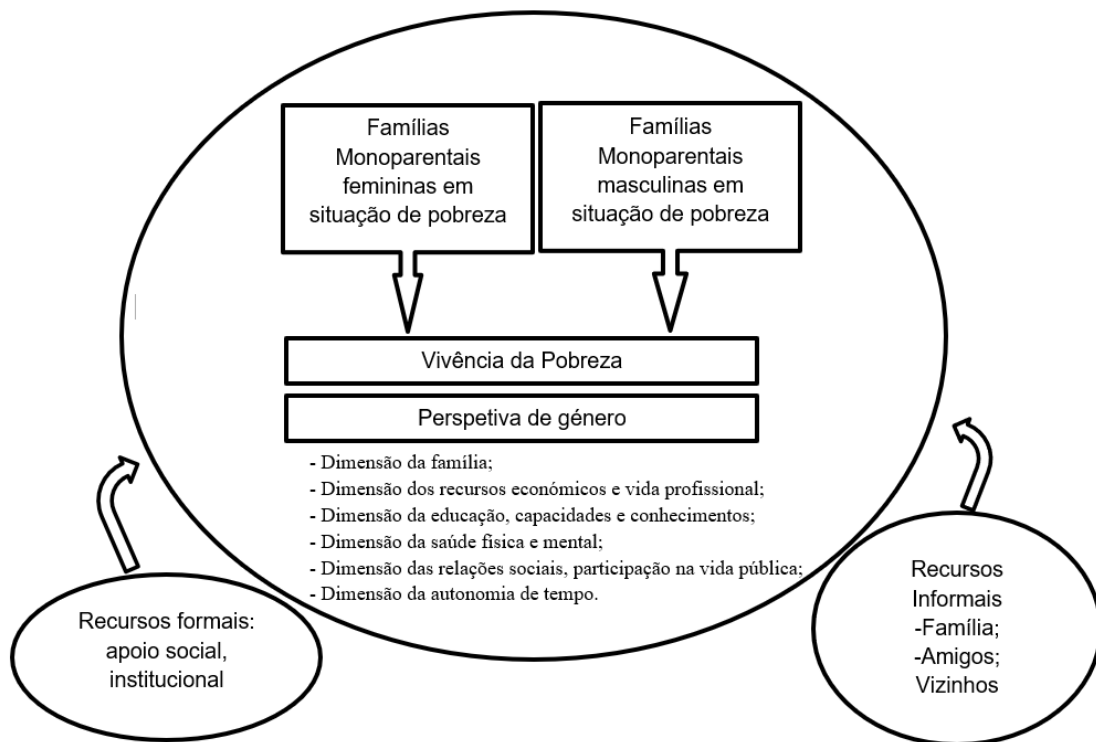 Famílias
Monoparentais
femininas em
situação de pobreza
Famílias
Monoparentais
masculinas em
situação de pobreza
Vivência da Pobreza
Perspetiva de género
- Dimensão da família;
- Dimensão dos recursos económicos e vida profissional;
- Dimensão da educação, capacidades e conhecimentos;
- Dimensão da saúde física e mental;
- Dimensão das relações sociais, participação na vida pública;
- Dimensão da autonomia de tempo.
Recursos formais:
apoio social,
institucional
Recursos
Informais
-Família;
-Amigos;
Vizinhos